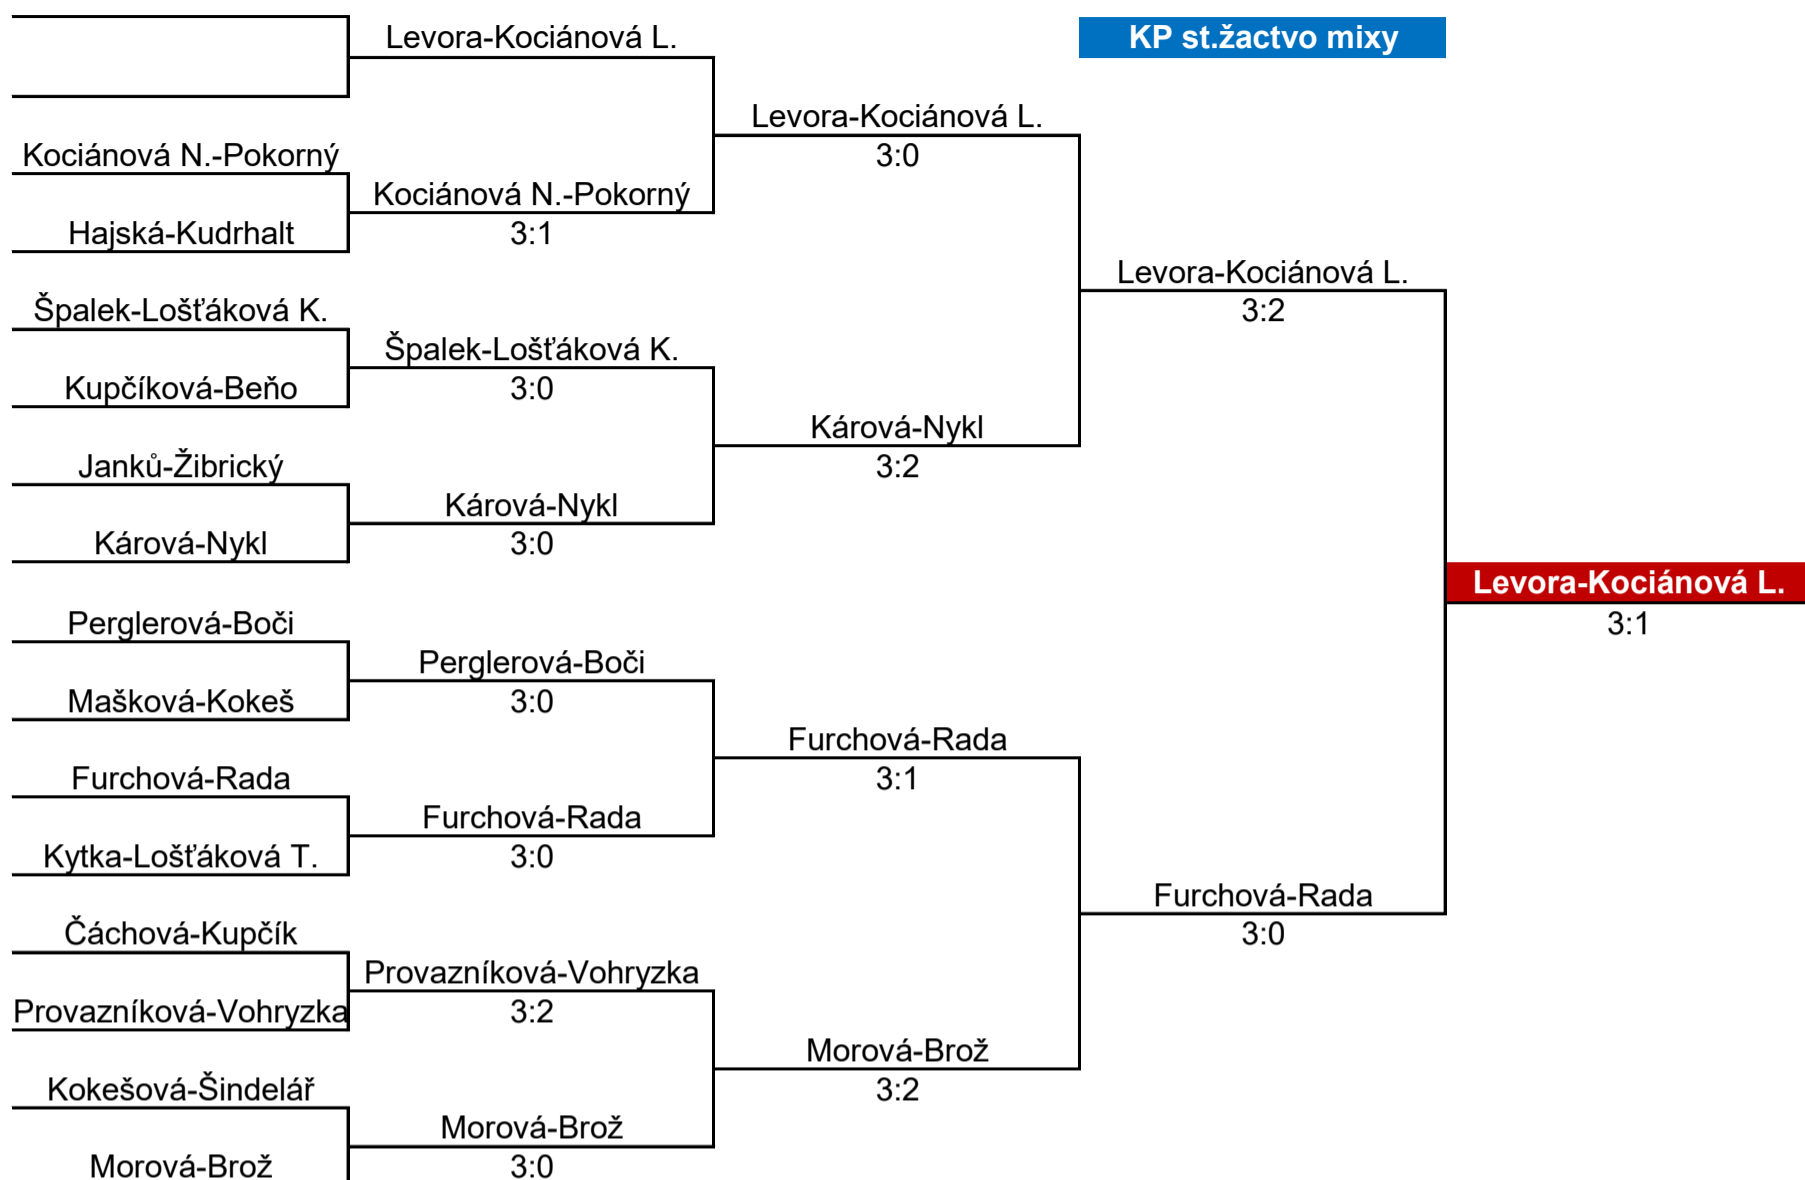 Levora-Kociánová L.
KP st.žactvo mixy
Levora-Kociánová L.
Kociánová N.-Pokorný
3:0
Kociánová N.-Pokorný
Hajská-Kudrhalt
3:1
Levora-Kociánová L.
Špalek-Lošťáková K.
3:2
Špalek-Lošťáková K.
Kupčíková-Beňo
3:0
Kárová-Nykl
Janků-Žibrický
3:2
Kárová-Nykl
Kárová-Nykl
3:0
Levora-Kociánová L.
Perglerová-Boči
3:1
Perglerová-Boči
Mašková-Kokeš
3:0
Furchová-Rada
Furchová-Rada
3:1
Furchová-Rada
Kytka-Lošťáková T.
3:0
Furchová-Rada
Čáchová-Kupčík
3:0
Provazníková-Vohryzka
Provazníková-Vohryzka
3:2
Morová-Brož
Kokešová-Šindelář
3:2
Morová-Brož
Morová-Brož
3:0